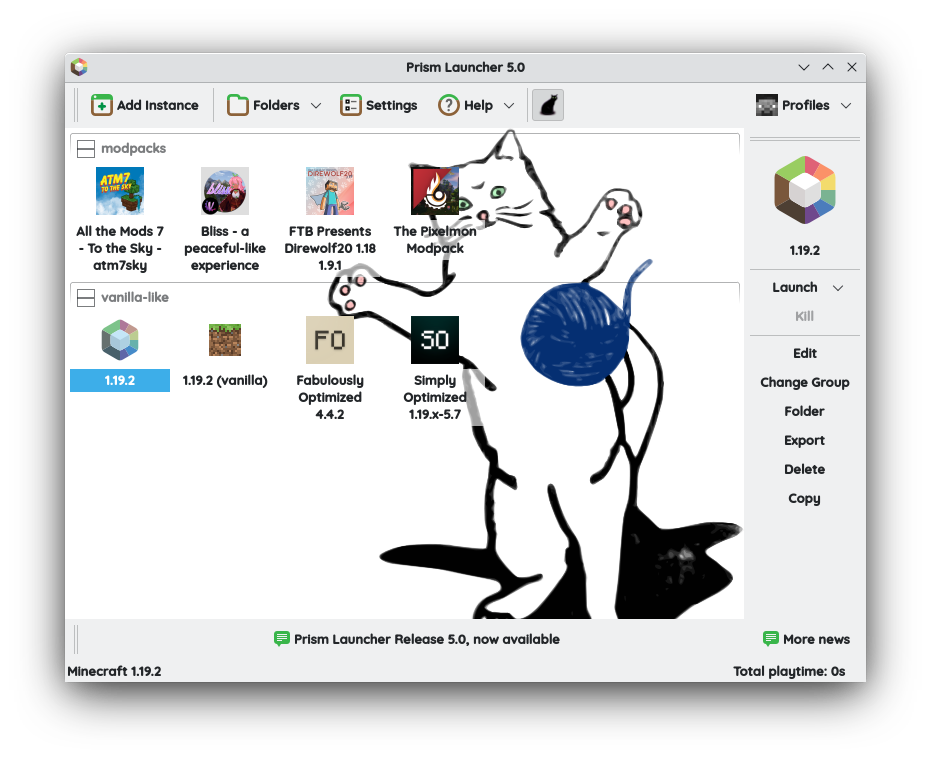 Prism Launcher 5.0
Add Instance
Folders
Settings
Help
Profiles
modpacks
ATM7
TO THE SKY
DIREWOLF20
All the Mods 7
- To the Sky -
atm7sky
Bliss - a
peaceful-like
experience
FTB Presents
Direwolf20 1.18
1.9.1
The Pixelmon
Modpack
vanilla-like
FO
SO
1.19.2
1.19.2 (vanilla)
Fabulously
Optimized
4.4.2
Simply
Optimized
1.19.x-5.7
1.19.2
Launch
Kill
Edit
Change Group
Folder
Export
Delete
Copy
Prism Launcher Release 5.0, now available
More news
Minecraft 1.19.2
Total playtime: 0s